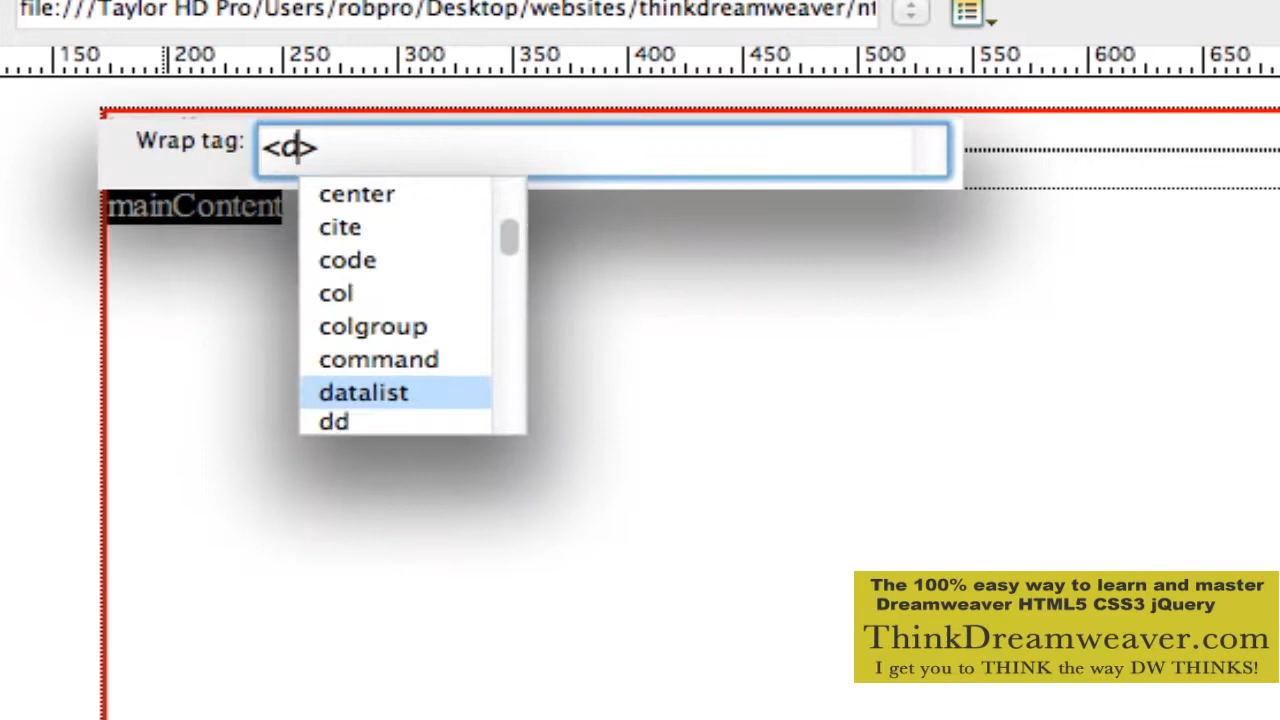 file:///Taylor HD Pro/Users/robpro/Desktop/websites/thinkdreamweaver/nt
150 200 250 300 350 400 450 500 550 600 650
Wrap tag: <d>
mainContent
center
cite
code
col
colgroup
command
datalist
dd
The 100% easy way to learn and master
Dreamweaver HTML5 CSS3 jQuery
ThinkDreamweaver.com
I get you to THINK the way DW THINKS!